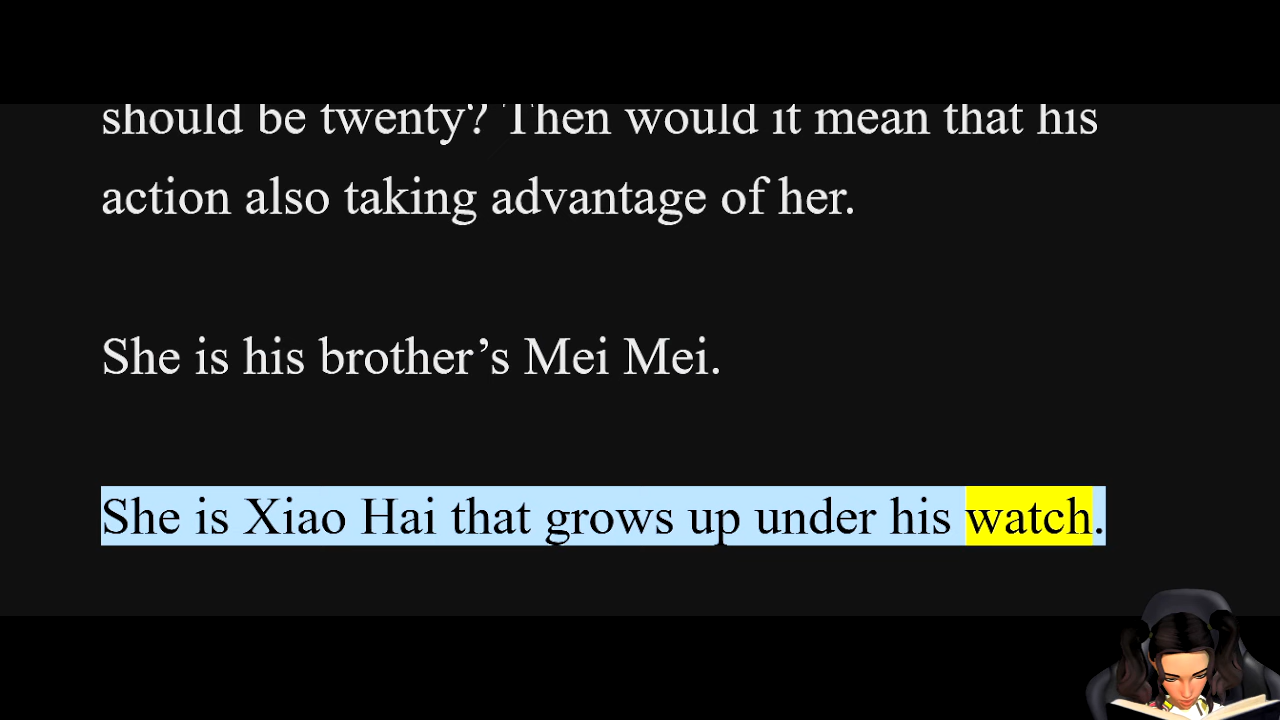 should be twenty? Then would it mean that his
action also taking advantage of her.
She is his brother’s Mei Mei.
She is Xiao Hai that grows up under his watch.